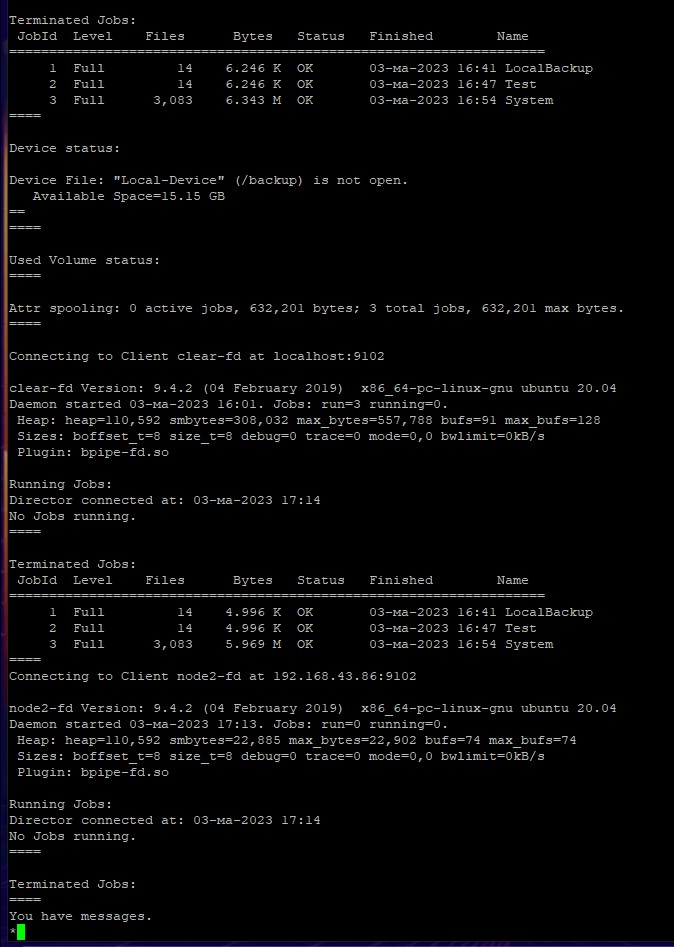 Terminated Jobs:
 JobId  Level    Files      Bytes   Status   Finished        Name
===================================================================
     1  Full         14    6.246 K  OK       03-ма-2023 16:41 LocalBackup
     2  Full         14    6.246 K  OK       03-ма-2023 16:47 Test
     3  Full      3,083    6.343 M  OK       03-ма-2023 16:54 System
====
Device status:
Device File: "Local-Device" (/backup) is not open.
   Available Space=15.15 GB
==
====
Used Volume status:
====
Attr spooling: 0 active jobs, 632,201 bytes; 3 total jobs, 632,201 max bytes.
====
Connecting to Client clear-fd at localhost:9102
clear-fd Version: 9.4.2 (04 February 2019)  x86_64-pc-linux-gnu ubuntu 20.04
Daemon started 03-ма-2023 16:01. Jobs: run=3 running=0.
 Heap: heap=110,592 smbytes=308,032 max_bytes=557,788 bufs=91 max_bufs=128
 Sizes: boffset_t=8 size_t=8 debug=0 trace=0 mode=0,0 bwlimit=0kB/s
 Plugin: bpipe-fd.so
Running Jobs:
Director connected at: 03-ма-2023 17:14
No Jobs running.
====
Terminated Jobs:
 JobId  Level    Files      Bytes   Status   Finished        Name
===================================================================
     1  Full         14    4.996 K  OK       03-ма-2023 16:41 LocalBackup
     2  Full         14    4.996 K  OK       03-ма-2023 16:47 Test
     3  Full      3,083    5.969 M  OK       03-ма-2023 16:54 System
====
Connecting to Client node2-fd at 192.168.43.86:9102
node2-fd Version: 9.4.2 (04 February 2019)  x86_64-pc-linux-gnu ubuntu 20.04
Daemon started 03-ма-2023 17:13. Jobs: run=0 running=0.
 Heap: heap=110,592 smbytes=22,885 max_bytes=22,902 bufs=74 max_bufs=74
 Sizes: boffset_t=8 size_t=8 debug=0 trace=0 mode=0,0 bwlimit=0kB/s
 Plugin: bpipe-fd.so
Running Jobs:
Director connected at: 03-ма-2023 17:14
No Jobs running.
====
Terminated Jobs:
====
You have messages.
*